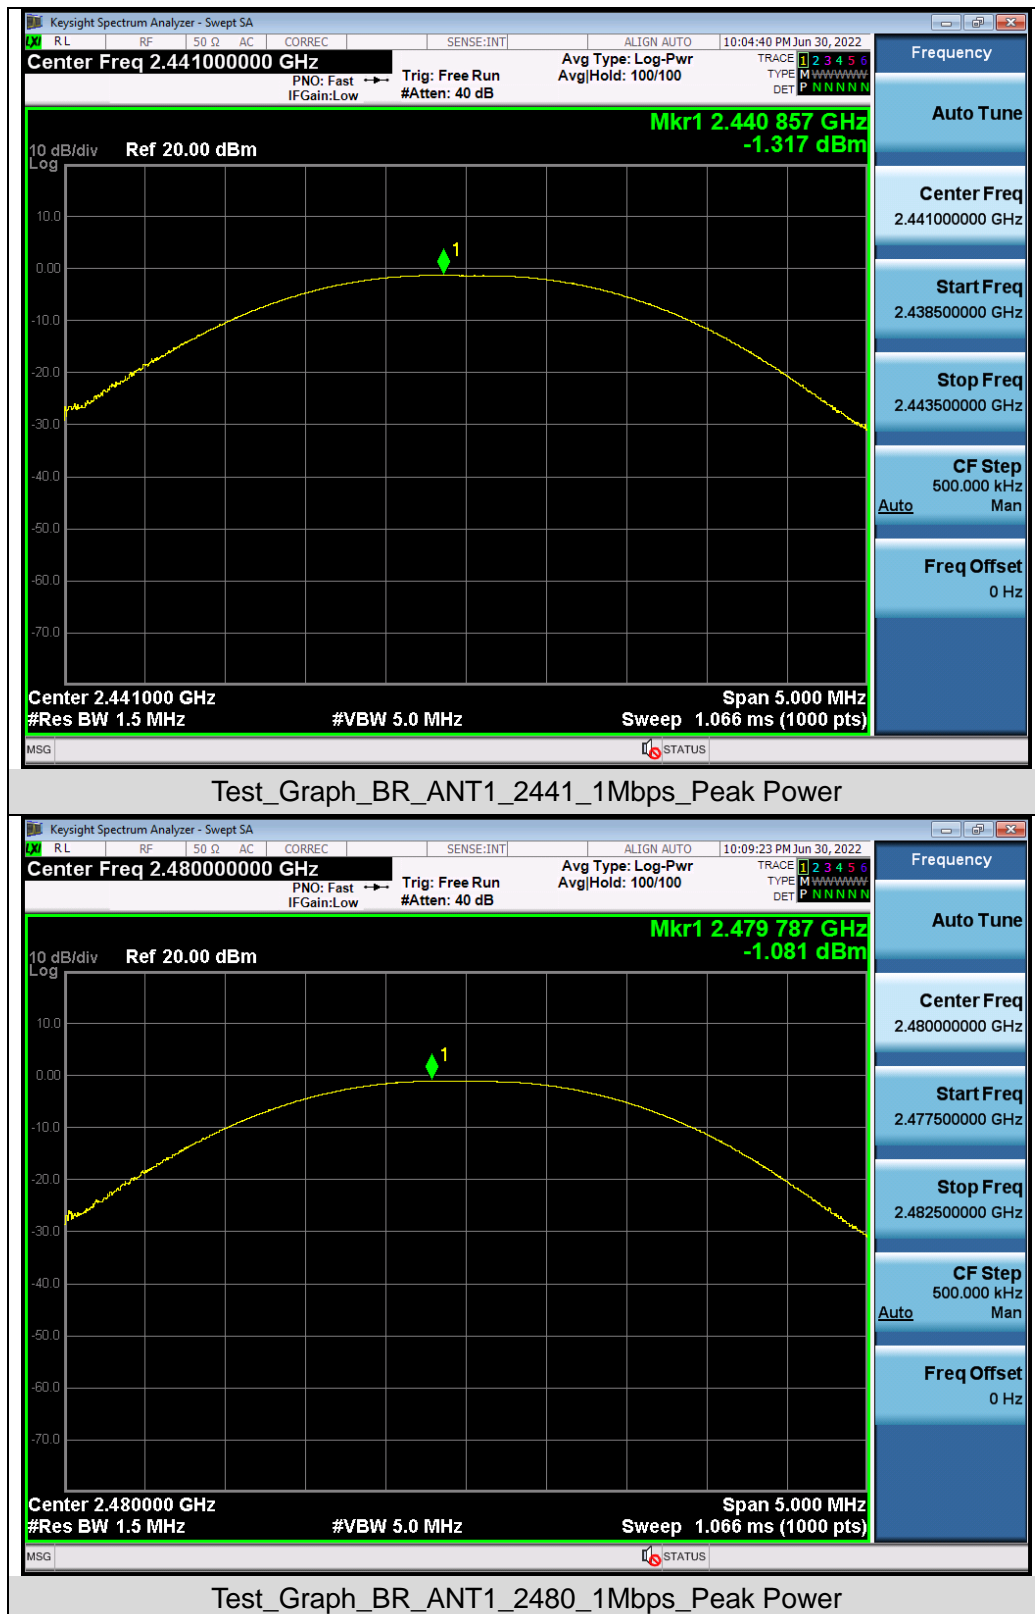 Keysight Spectrum Analyzer - Swept SA
LXI RL RF 50 Ω AC CORREC SENSE:INT ALIGN AUTO 10:04:40 PM Jun 30, 2022
Center Freq 2.441000000 GHz
PNO: Fast
IFGain:Low
Trig: Free Run
#Atten: 40 dB
Avg Type: Log-Pwr
Avg|Hold: 100/100
TRACE 1 2 3 4 5 6
TYPE M WWWWW
DET P N N N N N
Mkr1 2.440 857 GHz
-1.317 dBm
10 dB/div Ref 20.00 dBm
Log
10.0
1
0.00
-10.0
-20.0
-30.0
-40.0
-50.0
-60.0
-70.0
Center 2.441000 GHz Span 5.000 MHz
#Res BW 1.5 MHz #VBW 5.0 MHz Sweep 1.066 ms (1000 pts)
MSG STATUS
Frequency
Auto Tune
Center Freq
2.441000000 GHz
Start Freq
2.438500000 GHz
Stop Freq
2.443500000 GHz
CF Step
500.000 kHz
Auto Man
Freq Offset
0 Hz
Test_Graph_BR_ANT1_2441_1Mbps_Peak Power
Keysight Spectrum Analyzer - Swept SA
LXI RL RF 50 Ω AC CORREC SENSE:INT ALIGN AUTO 10:09:23 PM Jun 30, 2022
Center Freq 2.480000000 GHz
PNO: Fast
IFGain:Low
Trig: Free Run
#Atten: 40 dB
Avg Type: Log-Pwr
Avg|Hold: 100/100
TRACE 1 2 3 4 5 6
TYPE M WWWWW
DET P N N N N N
Mkr1 2.479 787 GHz
-1.081 dBm
10 dB/div Ref 20.00 dBm
Log
10.0
1
0.00
-10.0
-20.0
-30.0
-40.0
-50.0
-60.0
-70.0
Center 2.480000 GHz Span 5.000 MHz
#Res BW 1.5 MHz #VBW 5.0 MHz Sweep 1.066 ms (1000 pts)
MSG STATUS
Frequency
Auto Tune
Center Freq
2.480000000 GHz
Start Freq
2.477500000 GHz
Stop Freq
2.482500000 GHz
CF Step
500.000 kHz
Auto Man
Freq Offset
0 Hz
Test_Graph_BR_ANT1_2480_1Mbps_Peak Power